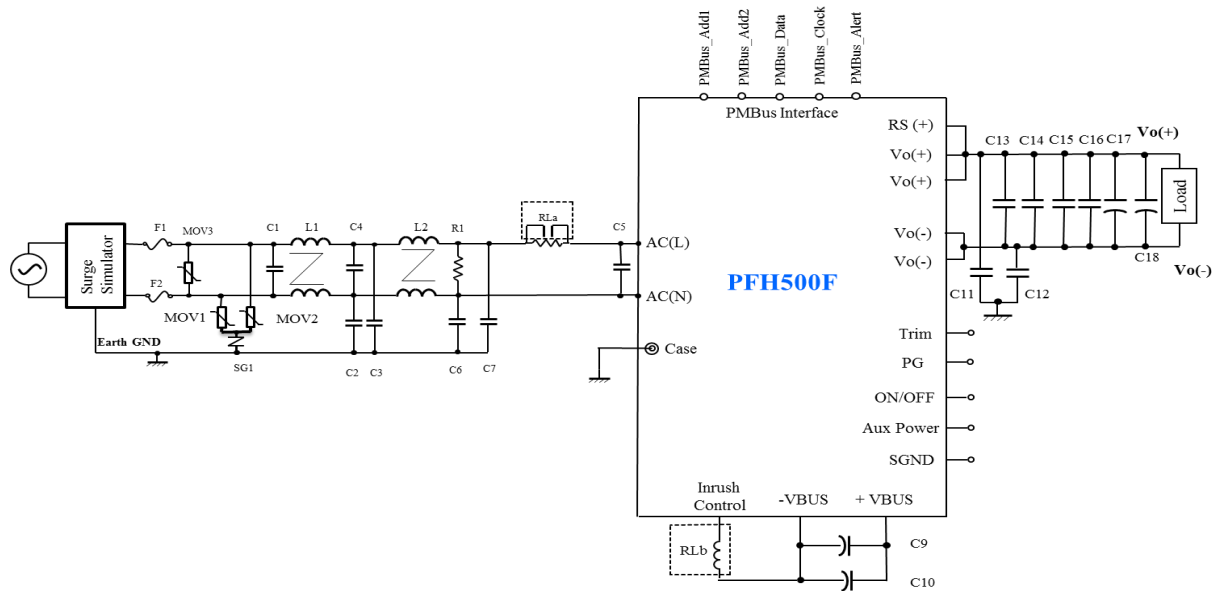 PMBus_Add1
PMBus_Add2
PMBus_Data
PMBus_Clock
PMBus_Alert
PMBus Interface
RS (+)
Vo(+)
Vo(+)
Vo(-)
Vo(-)
C13
C14
C15
C16
C17
Vo(+)
Load
C18
Vo(-)
C11
C12
Surge
Simulator
F1
MOV3
C1
L1
C4
L2
R1
RLa
C5
AC(L)
F2
AC(N)
PFH500F
MOV1
MOV2
Earth GND
SG1
C2
C3
C6
C7
Case
Trim
PG
ON/OFF
Aux Power
SGND
Inrush
Control
-VBUS
+ VBUS
RLb
C9
C10